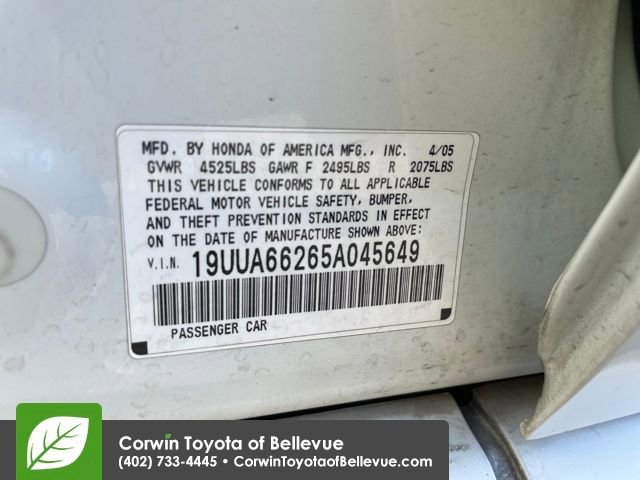 MFD. BY HONDA OF AMERICA MFG., INC. 4/05
GVWR 4525LBS GAWR F 2495LBS R 2075LBS
THIS VEHICLE CONFORMS TO ALL APPLICABLE
FEDERAL MOTOR VEHICLE SAFETY, BUMPER,
AND THEFT PREVENTION STANDARDS IN EFFECT
ON THE DATE OF MANUFACTURE SHOWN ABOVE:
V.I.N. 19UUA66265A045649
PASSENGER CAR
Corwin Toyota of Bellevue
(402) 733-4445 • CorwinToyotaofBellevue.com